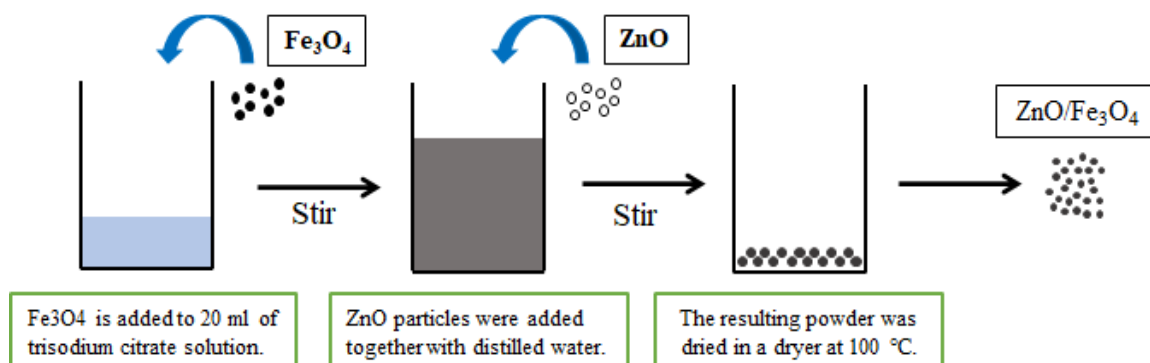 Fe₃O₄
ZnO
ZnO/Fe₃O₄
Stir
Stir
Fe3O4 is added to 20 ml of
trisodium citrate solution.
ZnO particles were added
together with distilled water.
The resulting powder was
dried in a dryer at 100 ℃.